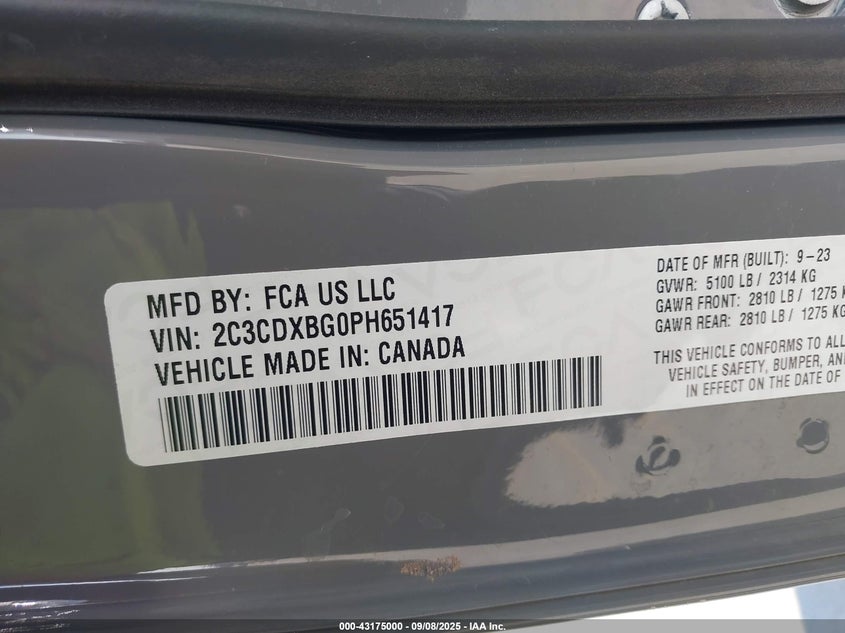 MFD BY: FCA US LLC
VIN: 2C3CDXBG0PH651417
VEHICLE MADE IN: CANADA
DATE OF MFR (BUILT): 9-23
GVWR: 5100 LB / 2314 KG
GAWR FRONT: 2810 LB / 1275 K
GAWR REAR: 2810 LB / 1275 KG
THIS VEHICLE CONFORMS TO ALL
VEHICLE SAFETY, BUMPER, AN
IN EFFECT ON THE DATE OF
000-43175000 - 09/08/2025 - IAA Inc.